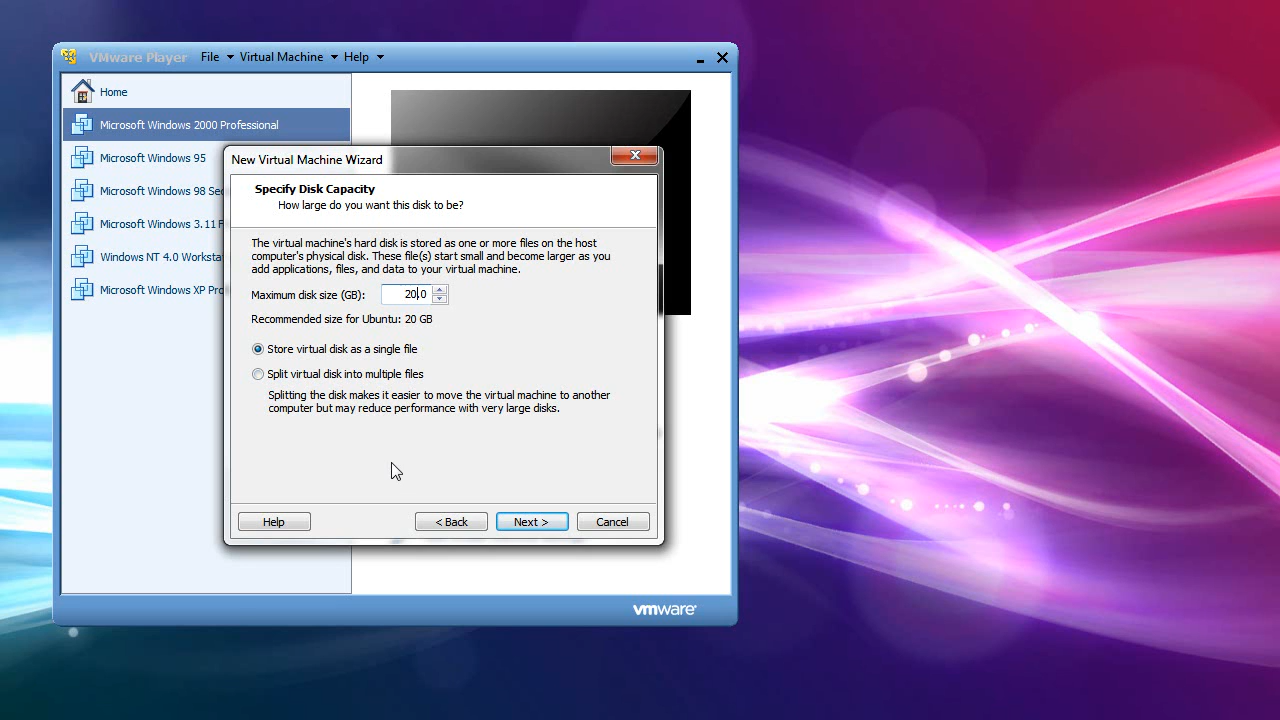 VMware Player File Virtual Machine Help
Home
Microsoft Windows 2000 Professional
Microsoft Windows 95
Microsoft Windows 98 Sec
Microsoft Windows 3.11 F
Windows NT 4.0 Worksta
Microsoft Windows XP Pro
New Virtual Machine Wizard
Specify Disk Capacity
How large do you want this disk to be?
The virtual machine's hard disk is stored as one or more files on the host
computer's physical disk. These file(s) start small and become larger as you
add applications, files, and data to your virtual machine.
Maximum disk size (GB): 20.0
Recommended size for Ubuntu: 20 GB
Store virtual disk as a single file
Split virtual disk into multiple files
Splitting the disk makes it easier to move the virtual machine to another
computer but may reduce performance with very large disks.
Help < Back Next > Cancel
vmware